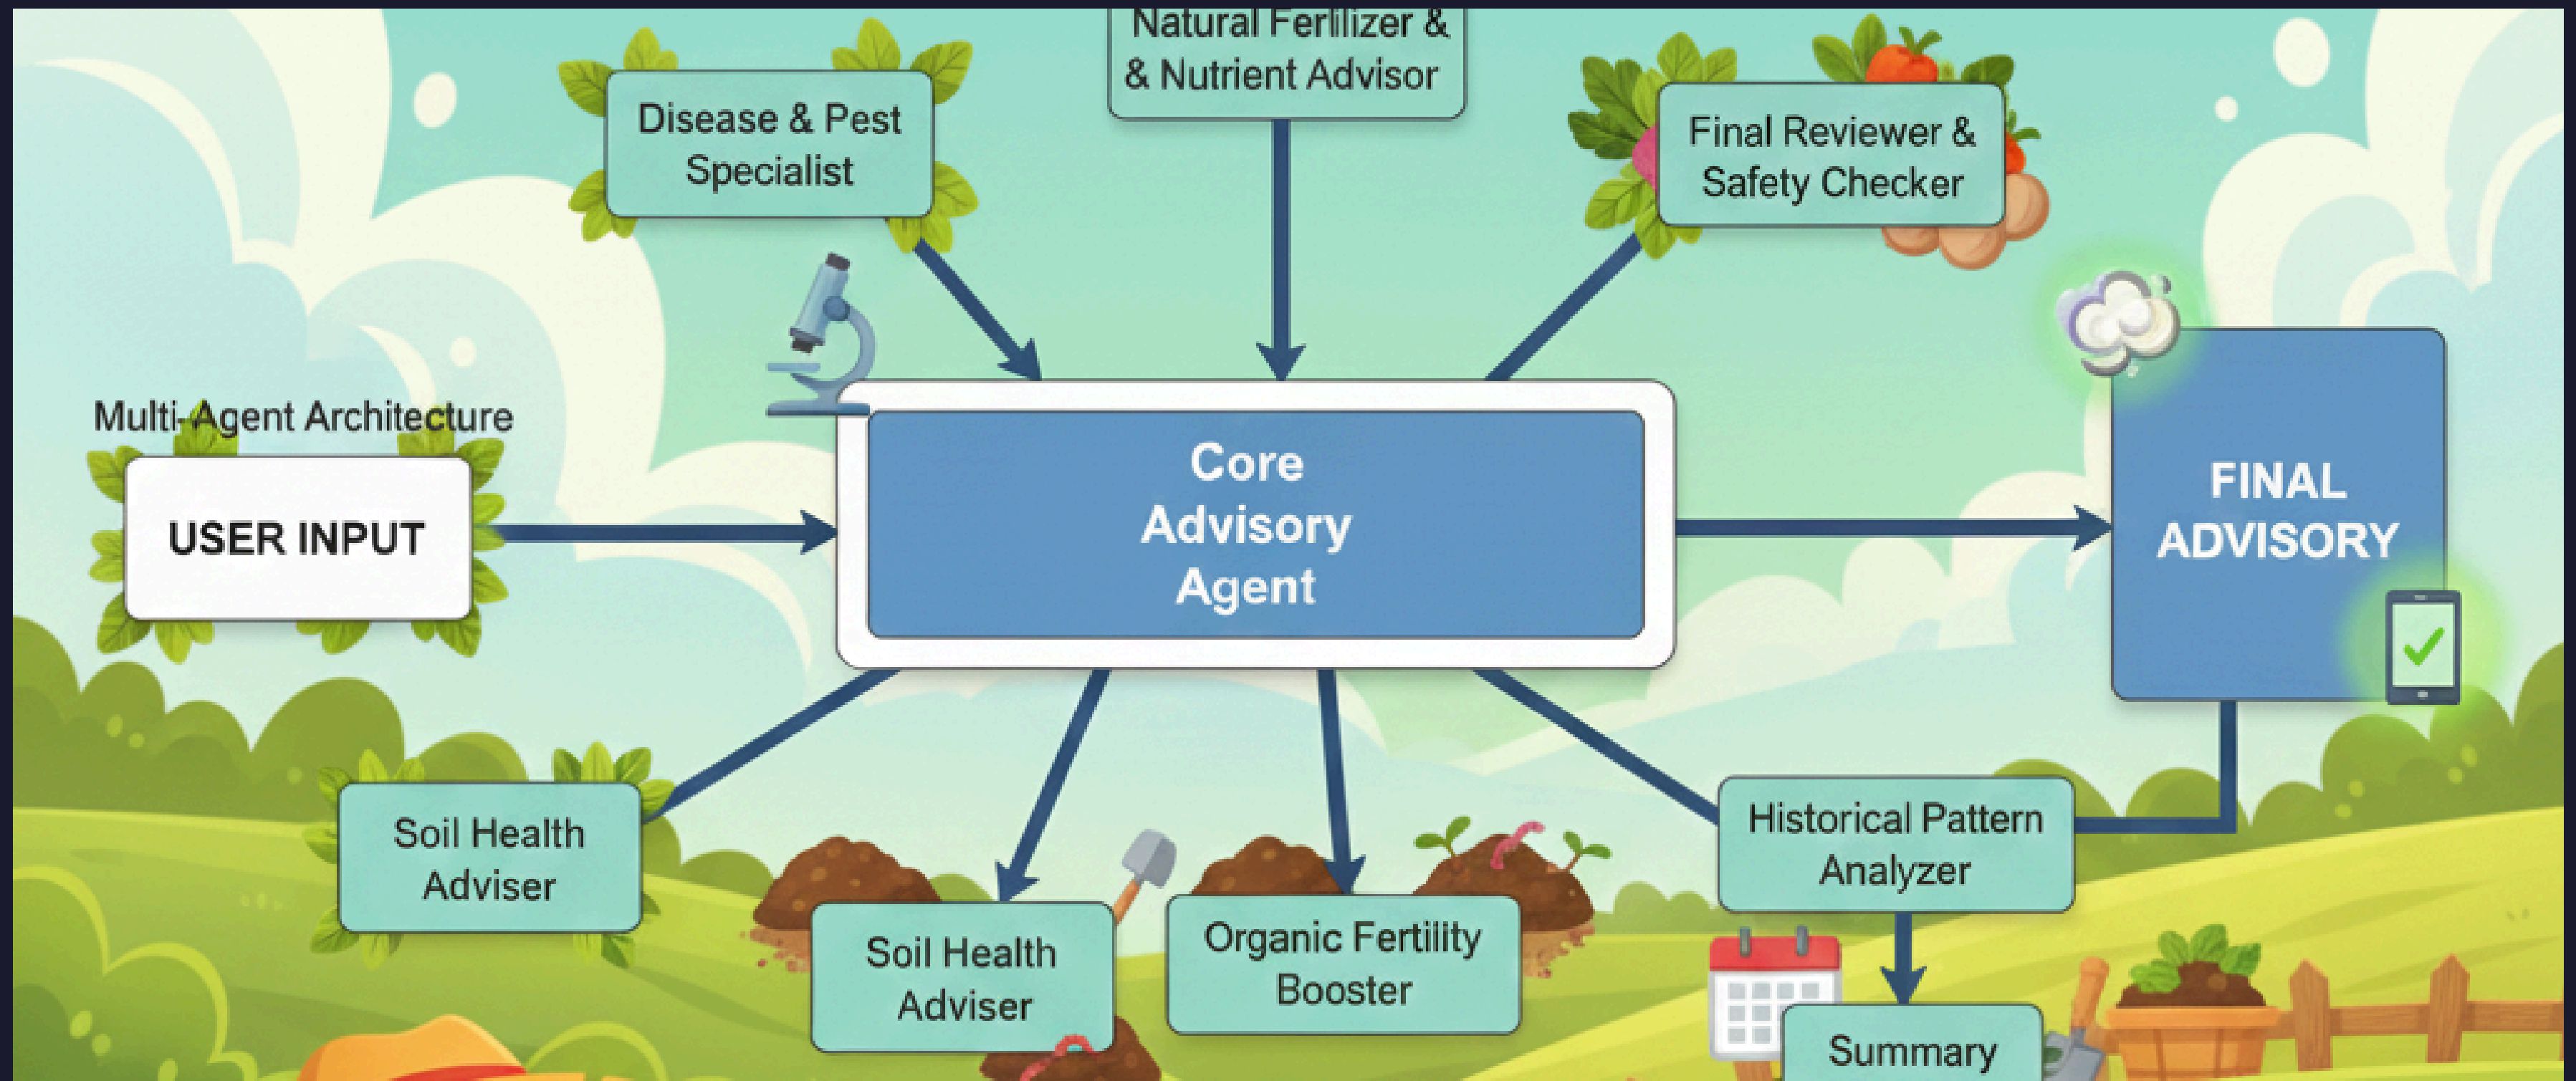 Natural Ferlilizer &
& Nutrient Advisor
Disease & Pest
Specialist
Final Reviewer &
Safety Checker
Multi-Agent Architecture
USER INPUT
Core
Advisory
Agent
FINAL
ADVISORY
Soil Health
Adviser
Historical Pattern
Analyzer
Soil Health
Adviser
Organic Fertility
Booster
Summary